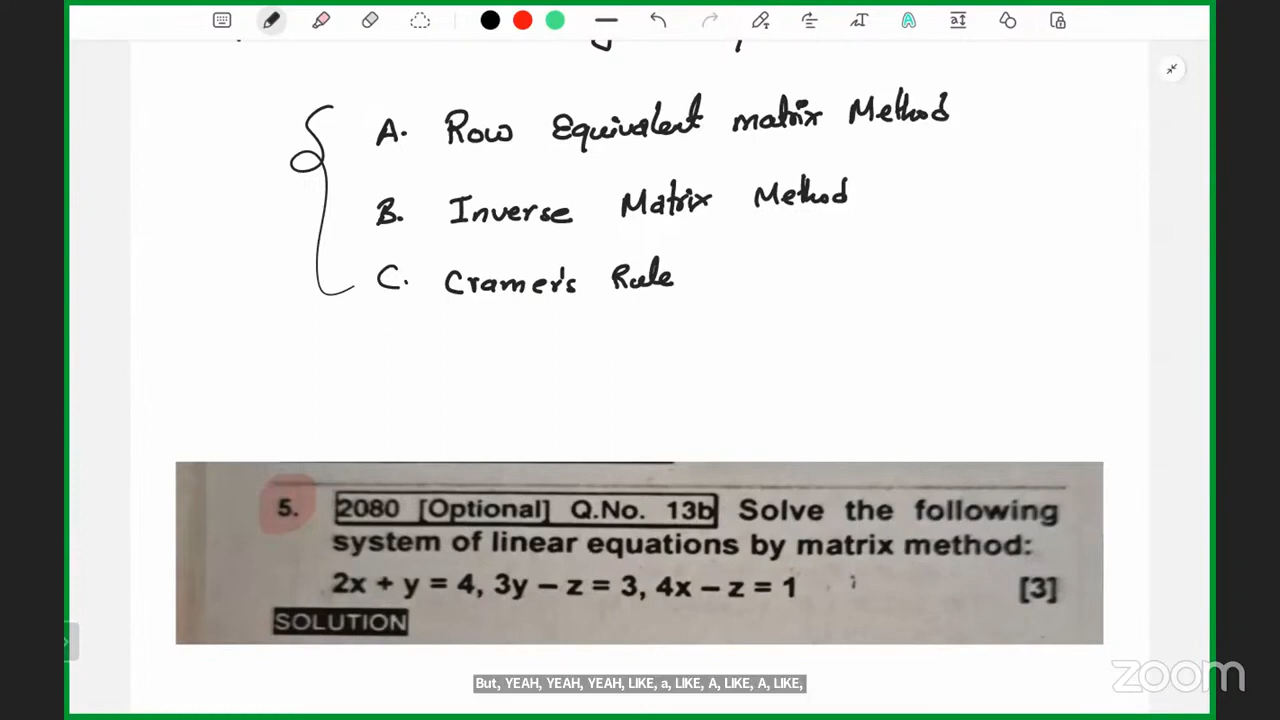 A. Row Equivalent matrix Method
B. Inverse Matrix Method
C. Cramer's Rule
5. 2080 [Optional] Q.No. 13b Solve the following
system of linear equations by matrix method:
2x + y = 4, 3y – z = 3, 4x – z = 1 [3]
SOLUTION
zoom
But, YEAH, YEAH, YEAH, LIKE, a, LIKE, A, LIKE, A, LIKE,